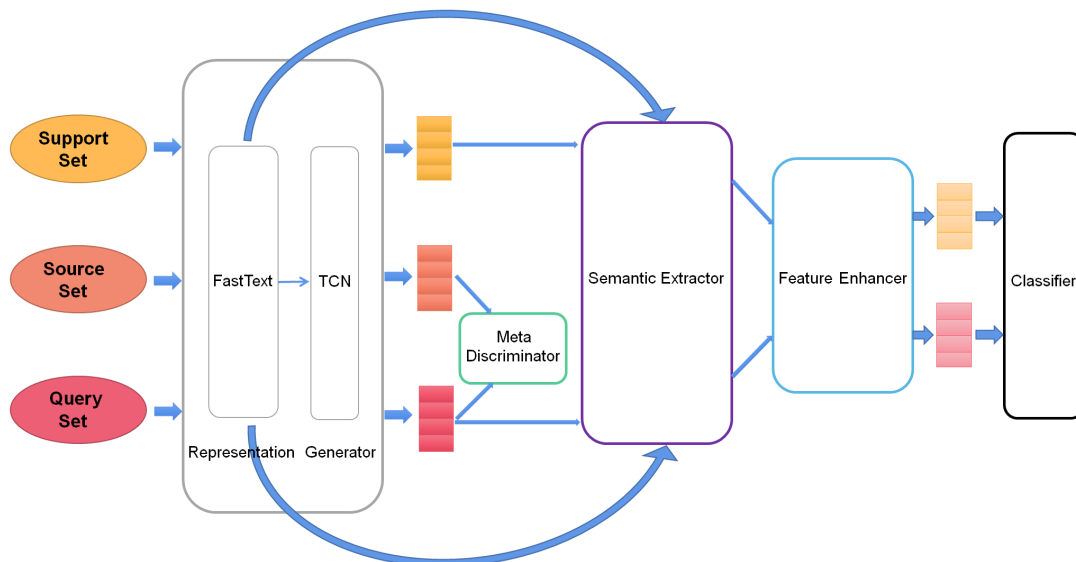 Support
Set
Source
Set
Query
Set
FastText
TCN
Representation Generator
Meta
Discriminator
Semantic Extractor
Feature Enhancer
Classifier